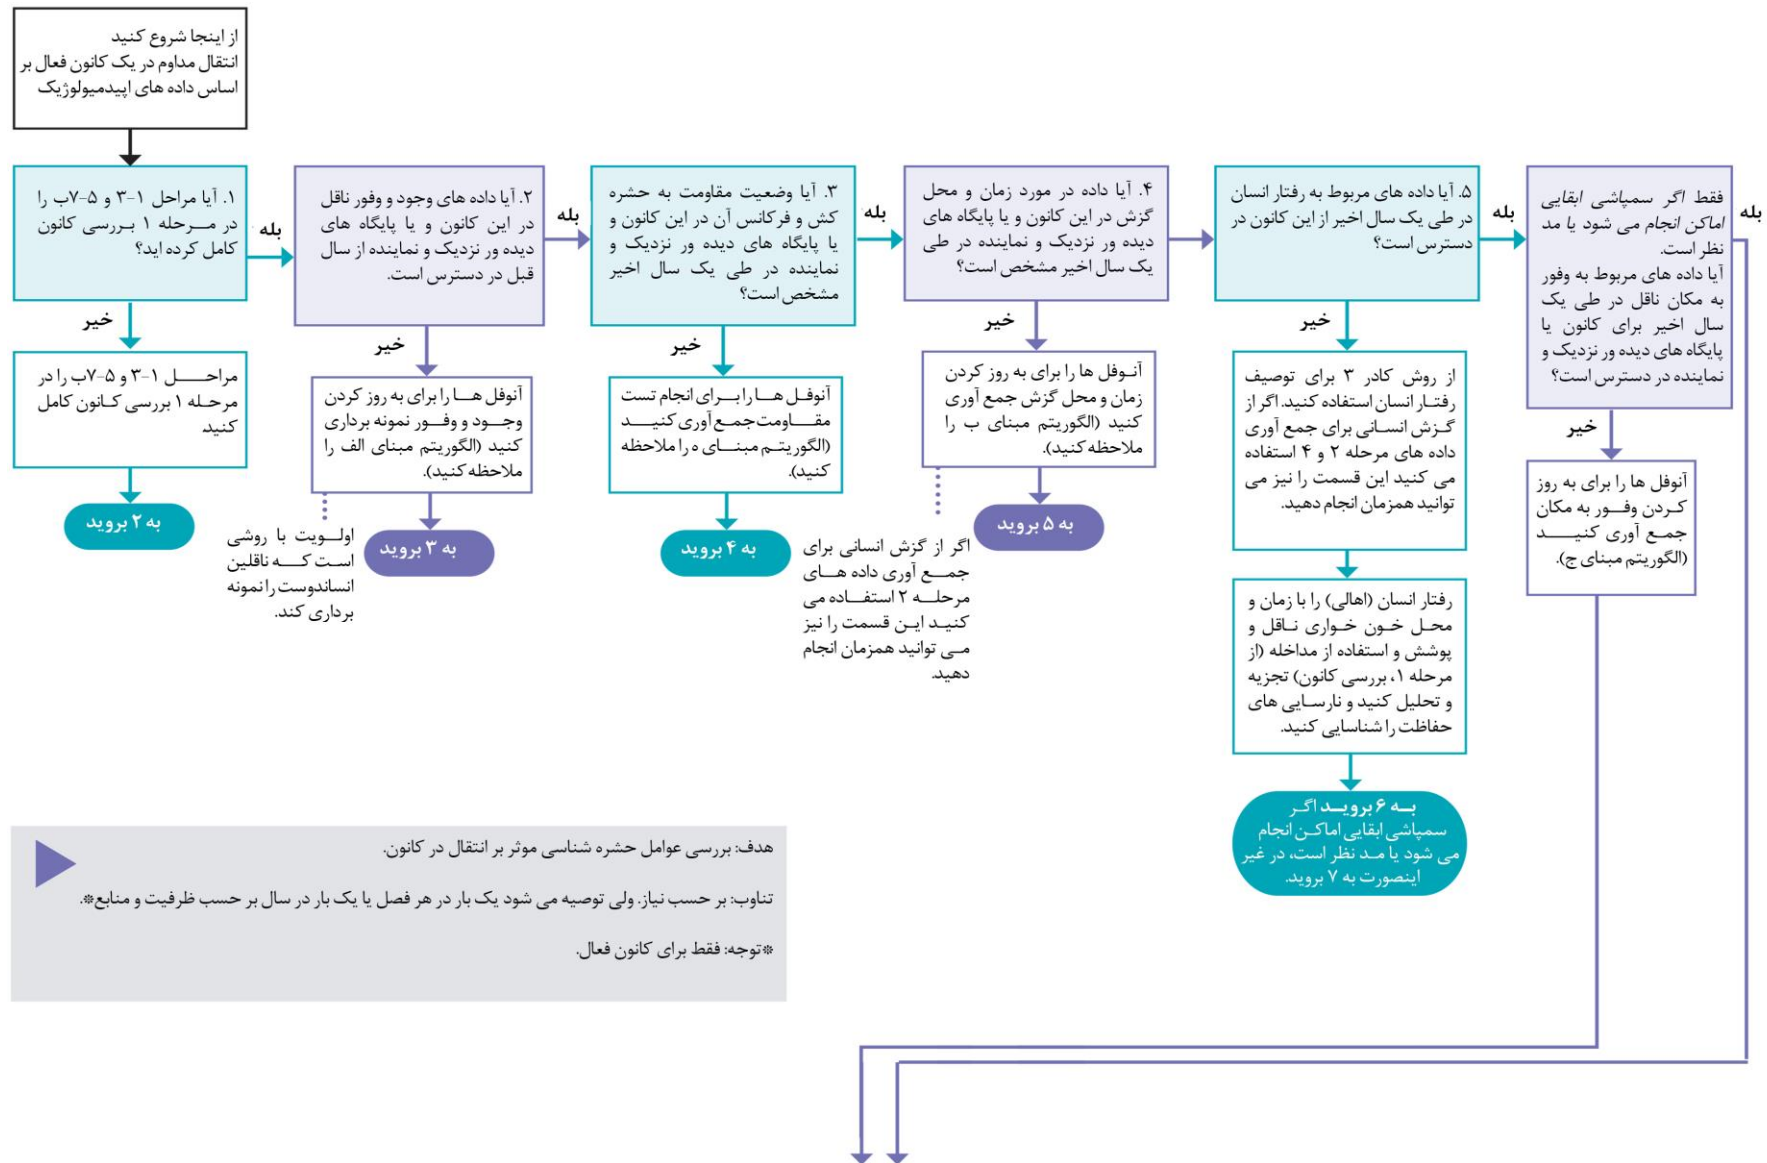 از اینجا شروع کنید
انتقال مداوم در یک کانون فعال بر
اساس داده های اپیدمیولوژیک
۱. آیا مراحل ۱-۳ و ۵-۷ب را
در مرحله ۱ بررسی کانون
کامل کرده اید؟
بله
خیر
مراحل ۱-۳ و ۵-۷ب را در
مرحله ۱ بررسی کانون کامل
کنید
به ۲ بروید
۲. آیا داده های وجود و وفور ناقل
در این کانون و یا پایگاه های
دیده ور نزدیک و نماینده از سال
قبل در دسترس است.
بله
خیر
آنوفل ها را برای به روز کردن
وجود و وفور نمونه برداری
کنید (الگوریتم مبنای الف را
ملاحظه کنید).
به ۳ بروید
اولویت با روشی
است که ناقلین
انساندوست را نمونه
برداری کند.
۳. آیا وضعیت مقاومت به حشره
کش و فرکانس آن در این کانون و
یا پایگاه های دیده ور نزدیک و
نماینده در طی یک سال اخیر
مشخص است؟
بله
خیر
آنوفل ها را برای انجام تست
مقاومت جمع آوری کنید
(الگوریتم مبنای ه را ملاحظه
کنید).
به ۴ بروید
۴. آیا داده در مورد زمان و محل
گزش در این کانون و یا پایگاه های
دیده ور نزدیک و نماینده در طی
یک سال اخیر مشخص است؟
بله
خیر
آنوفل ها را برای به روز کردن
زمان و محل گزش جمع آوری
کنید (الگوریتم مبنای ب را
ملاحظه کنید).
به ۵ بروید
اگر از گزش انسانی برای
جمع آوری داده های
مرحله ۲ استفاده می
کنید این قسمت را نیز
می توانید همزمان انجام
دهید.
۵. آیا داده های مربوط به رفتار انسان
در طی یک سال اخیر از این کانون در
دسترس است؟
بله
خیر
از روش کادر ۳ برای توصیف
رفتار انسان استفاده کنید. اگر از
گزش انسانی برای جمع آوری
داده های مرحله ۲ و ۴ استفاده
می کنید این قسمت را نیز می
توانید همزمان انجام دهید.
رفتار انسان (اهالی) را با زمان و
محل خون خواری ناقل و
پوشش و استفاده از مداخله (از
مرحله ۱، بررسی کانون) تجزیه
و تحلیل کنید و نارسایی های
حفاظت را شناسایی کنید.
به ۶ بروید اگر
سمپاشی ابقایی اماکن انجام
می شود یا مد نظر است، در غیر
اینصورت به ۷ بروید.
فقط اگر سمپاشی ابقایی
اماکن انجام می شود یا مد
نظر است.
آیا داده های مربوط به وفور
به مکان ناقل در طی یک
سال اخیر برای کانون یا
پایگاه های دیده ور نزدیک و
نماینده در دسترس است؟
بله
خیر
آنوفل ها را برای به روز
کردن وفور به مکان
جمع آوری کنید
(الگوریتم مبنای ج).
هدف: بررسی عوامل حشره شناسی موثر بر انتقال در کانون.
تناوب: بر حسب نیاز. ولی توصیه می شود یک بار در هر فصل یا یک بار در سال بر حسب ظرفیت و منابع*.
*توجه: فقط برای کانون فعال.